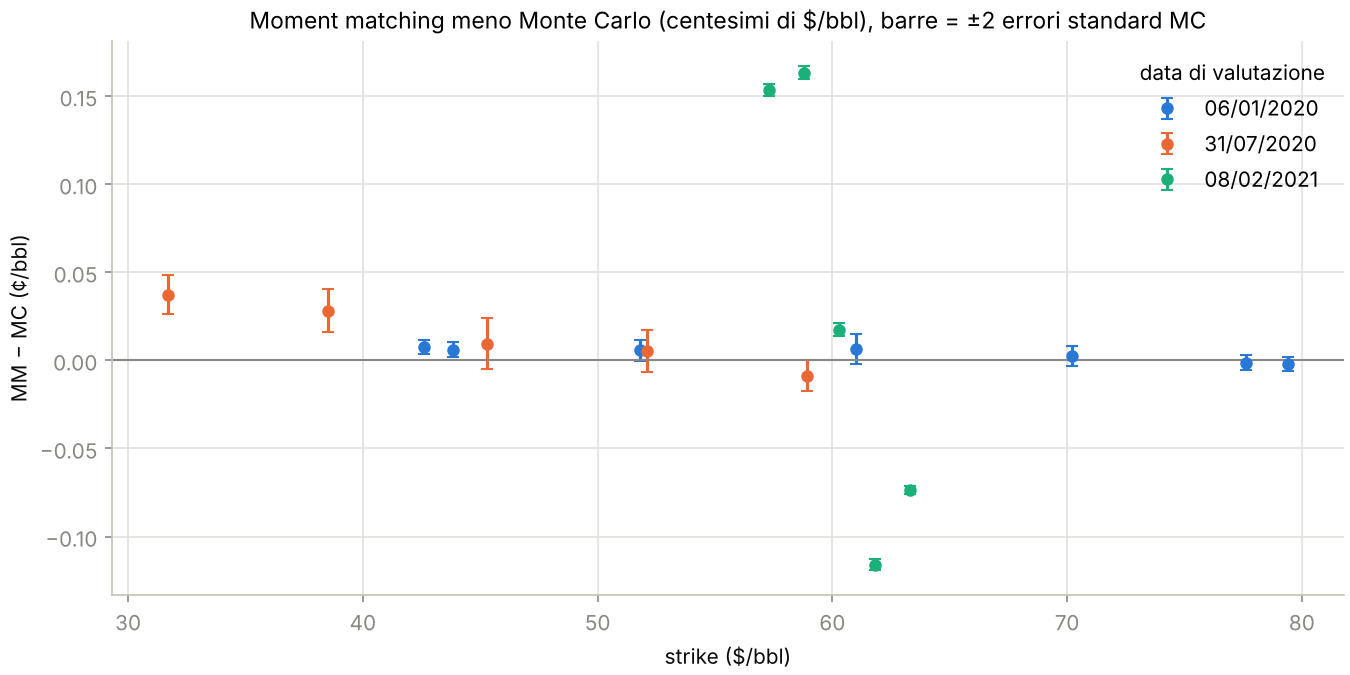 Moment matching meno Monte Carlo (centesimi di $/bbl), barre = ±2 errori standard MC
data di valutazione
06/01/2020
31/07/2020
08/02/2021
MM − MC (¢/bbl)
0.15
0.10
0.05
0.00
−0.05
−0.10
30 40 50 60 70 80
strike ($/bbl)